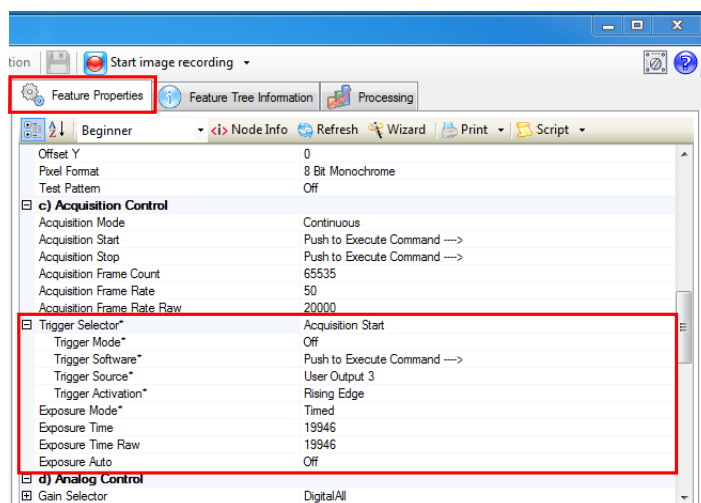 tion Start image recording
Feature Properties Feature Tree Information Processing
Beginner <i> Node Info Refresh Wizard Print Script
Offset Y 0
Pixel Format 8 Bit Monochrome
Test Pattern Off
c) Acquisition Control
Acquisition Mode Continuous
Acquisition Start Push to Execute Command ---->
Acquisition Stop Push to Execute Command ---->
Acquisition Frame Count 65535
Acquisition Frame Rate 50
Acquisition Frame Rate Raw 20000
Trigger Selector* Acquisition Start
Trigger Mode* Off
Trigger Software* Push to Execute Command ---->
Trigger Source* User Output 3
Trigger Activation* Rising Edge
Exposure Mode* Timed
Exposure Time 19946
Exposure Time Raw 19946
Exposure Auto Off
d) Analog Control
Gain Selector DigitalAll